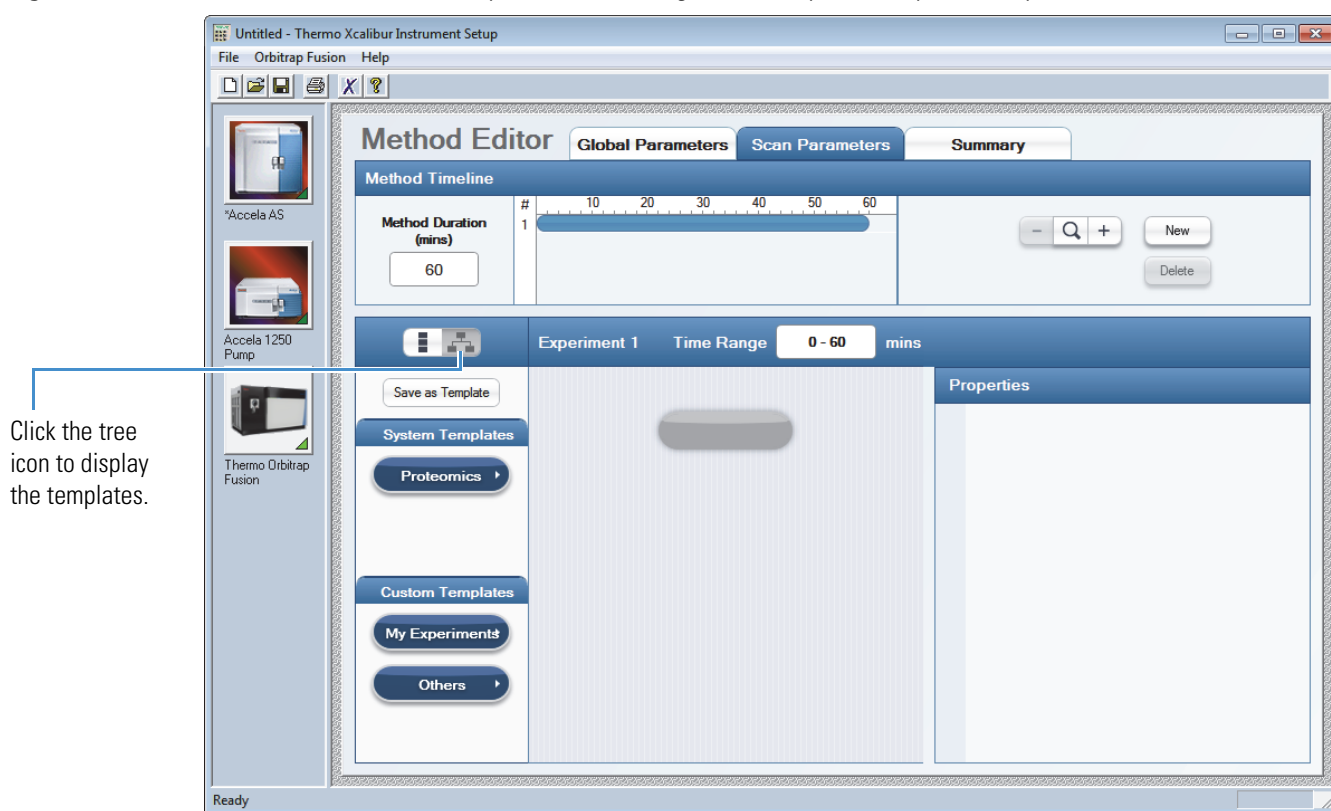 Untitled - Thermo Xcalibur Instrument Setup
File Orbitrap Fusion Help
Method Editor
Global Parameters
Scan Parameters
Summary
Method Timeline
*Accela AS
Method Duration
(mins)
60
# 10 20 30 40 50 60
1
New
Delete
Accela 1250
Pump
Experiment 1 Time Range 0 - 60 mins
Save as Template
Properties
Click the tree
icon to display
the templates.
System Templates
Proteomics
Thermo Orbitrap
Fusion
Custom Templates
My Experiments
Others
Ready